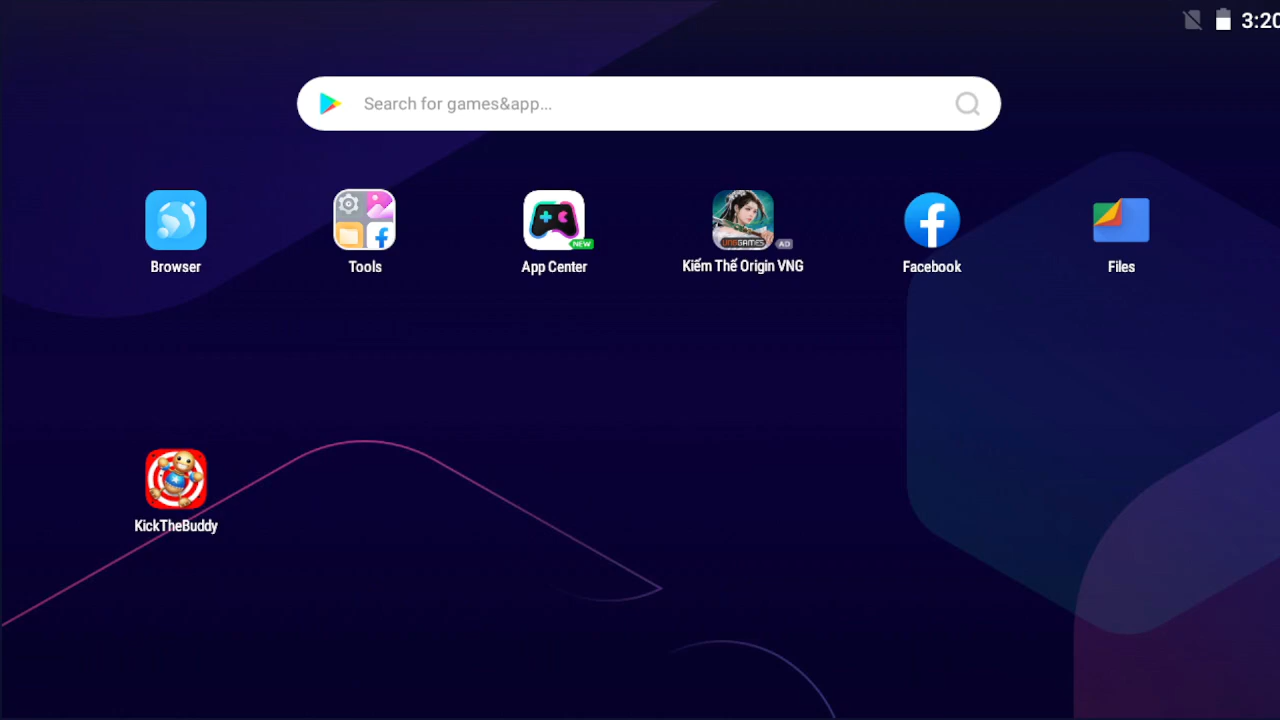 3:20
Search for games&app...
NEW
UNGGAMES
AD
Browser
Tools
App Center
Kiếm Thế Origin VNG
Facebook
Files
KickTheBuddy